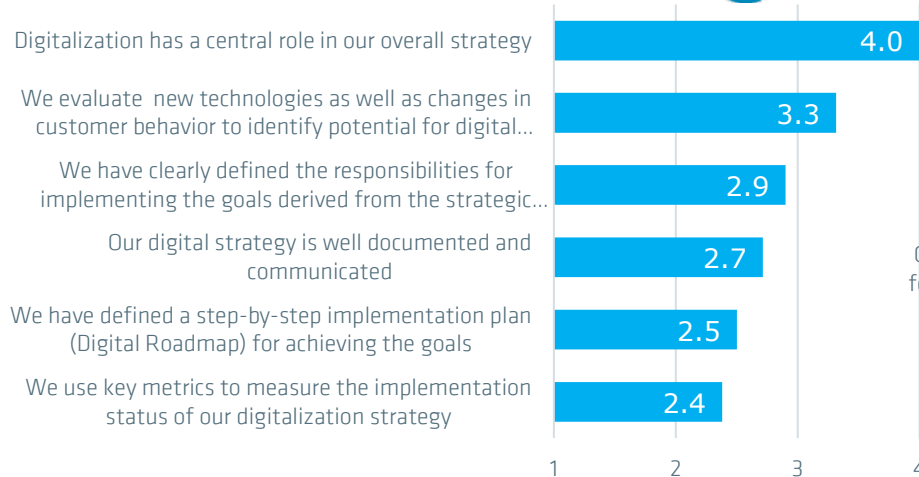 Digitalization has a central role in our overall strategy
4.0
We evaluate new technologies as well as changes in
customer behavior to identify potential for digital...
3.3
We have clearly defined the responsibilities for
implementing the goals derived from the strategic...
2.9
Our digital strategy is well documented and
communicated
2.7
We have defined a step-by-step implementation plan
(Digital Roadmap) for achieving the goals
2.5
We use key metrics to measure the implementation
status of our digitalization strategy
2.4
1 2 3 4